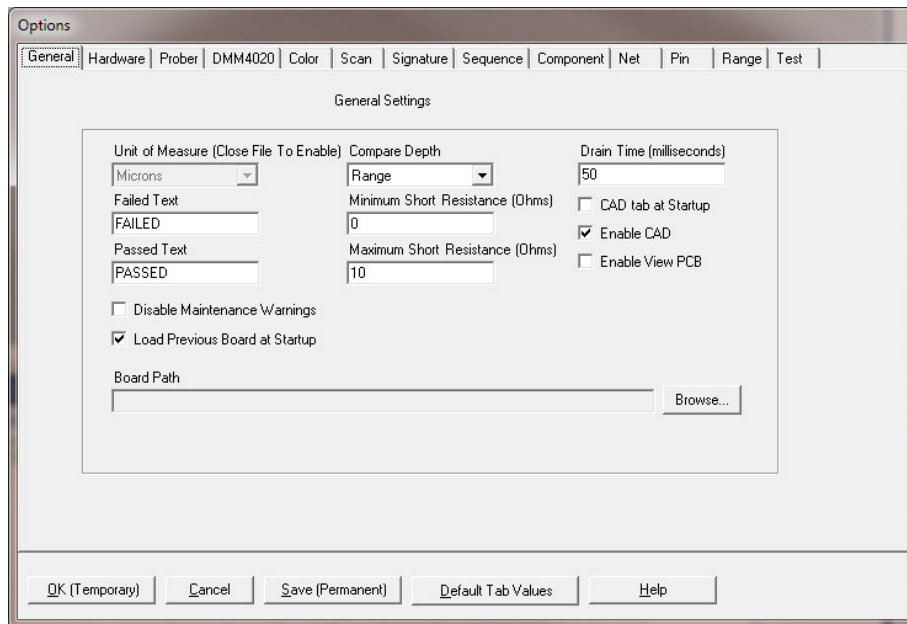 Options
General Hardware Prober DMM4020 Color Scan Signature Sequence Component Net Pin Range Test
General Settings
Unit of Measure (Close File To Enable) Compare Depth Drain Time (milliseconds)
Microns Range 50
Failed Text Minimum Short Resistance (Ohms) CAD tab at Startup
FAILED 0 Enable CAD
Passed Text Maximum Short Resistance (Ohms) Enable View PCB
PASSED 10
Disable Maintenance Warnings
Load Previous Board at Startup
Board Path
Browse...
OK (Temporary) Cancel Save (Permanent) Default Tab Values Help